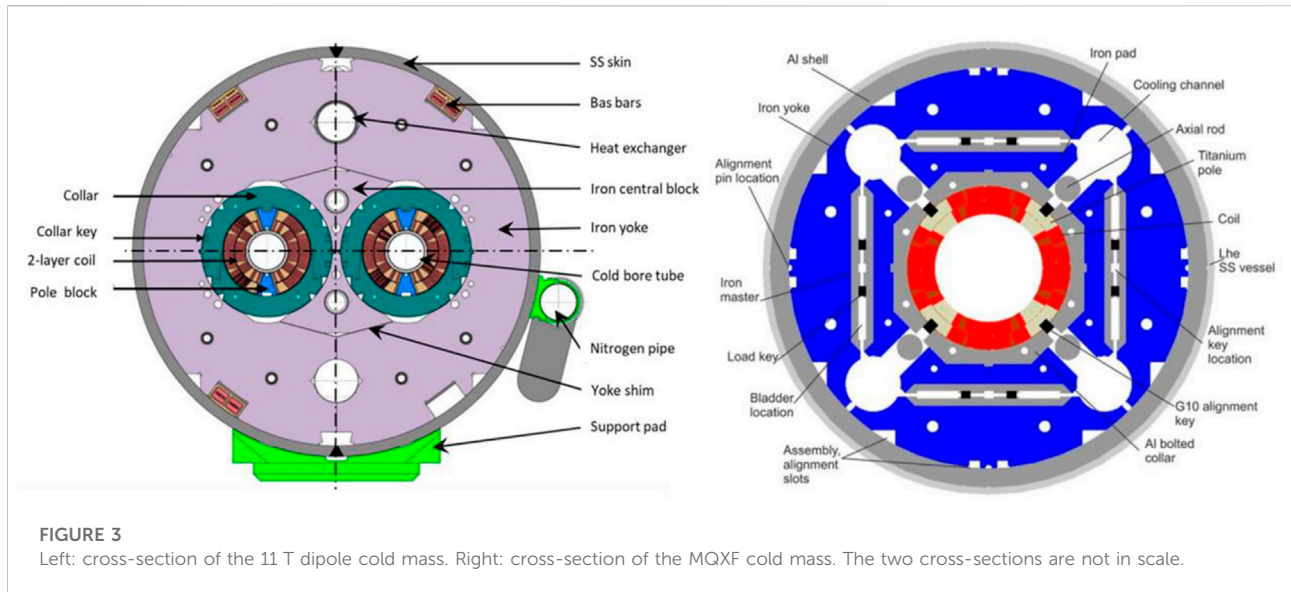 SS skin
Bas bars
Heat exchanger
Iron central block
Iron yoke
Cold bore tube
Nitrogen pipe
Yoke shim
Support pad
Collar
Collar key
2-layer coil
Pole block
Al shell
Iron yoke
Alignment
pin location
Iron
master
Load key
Bladder
location
Assembly,
alignment
slots
Iron pad
Cooling channel
Axial rod
Titanium
pole
Coil
Lhe
SS vessel
Alignment
key
location
G10 alignment
key
Al bolted
collar
FIGURE 3
Left: cross-section of the 11 T dipole cold mass. Right: cross-section of the MQXF cold mass. The two cross-sections are not in scale.